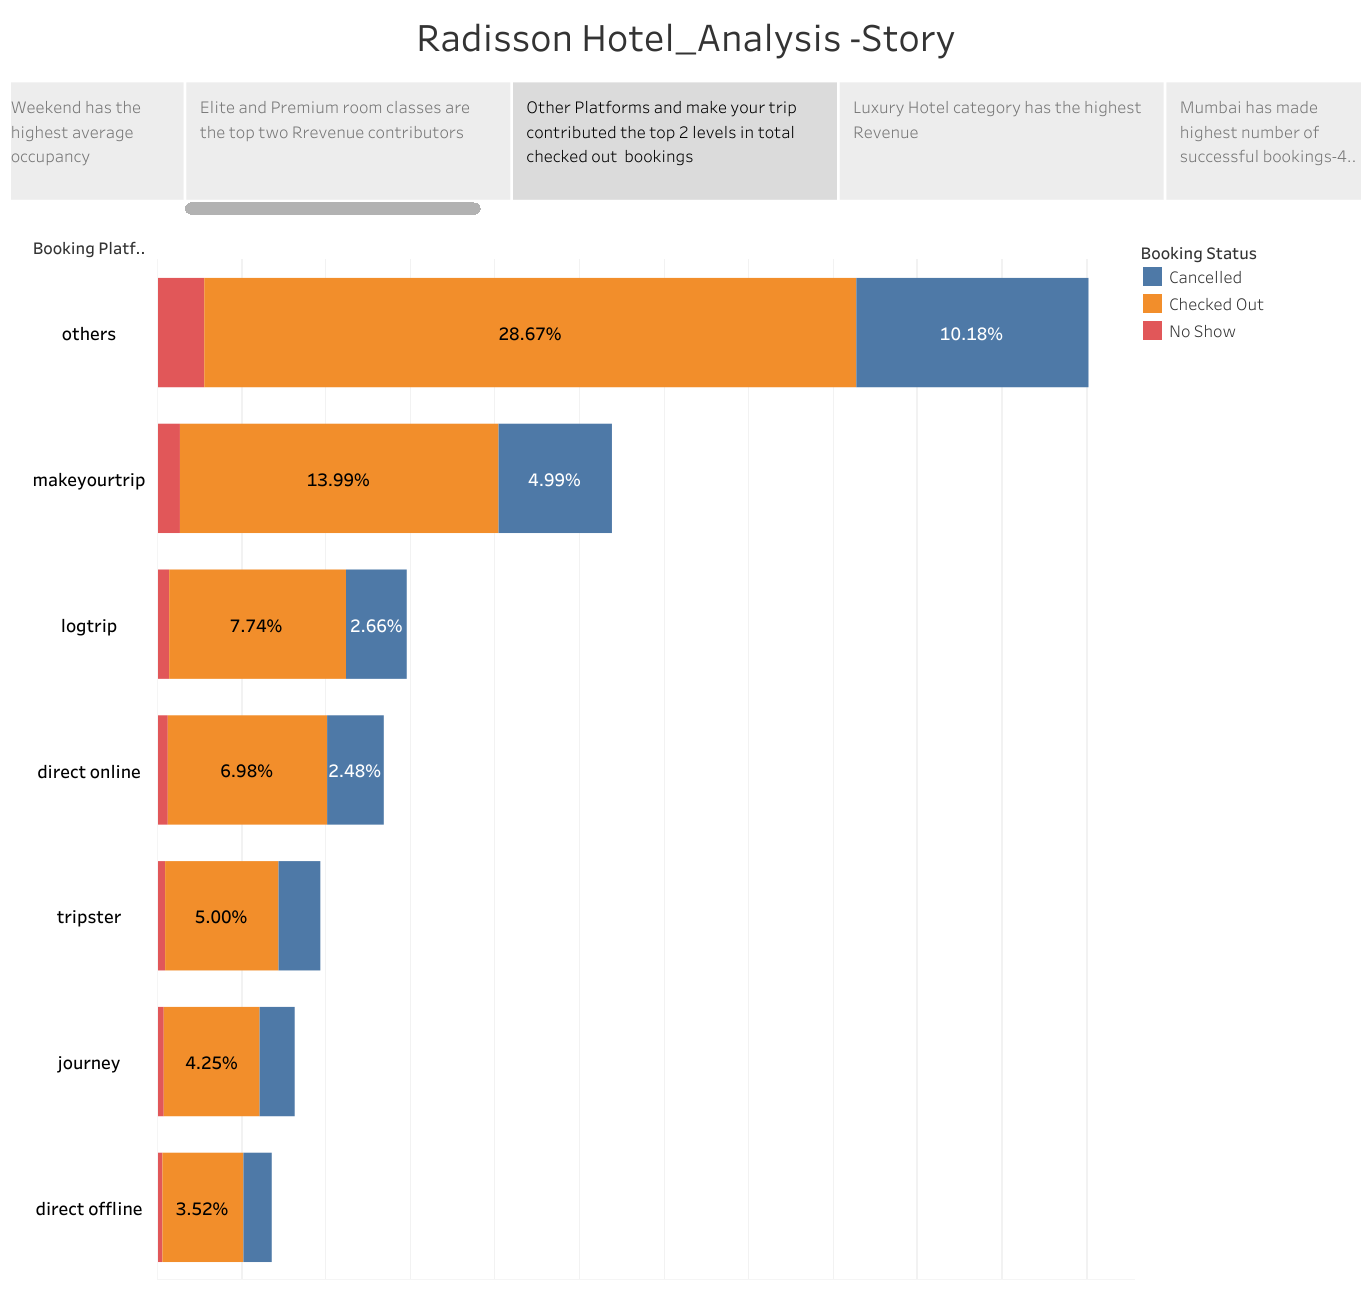 Radisson Hotel_Analysis -Story
Weekend has the
highest average
occupancy
Elite and Premium room classes are
the top two Rrevenue contributors
Other Platforms and make your trip
contributed the top 2 levels in total
checked out  bookings
Luxury Hotel category has the highest
Revenue
Mumbai has made
highest number of
successful bookings-4..
Booking Platf..
Booking Status
Cancelled
Checked Out
No Show
others
28.67%
10.18%
makeyourtrip
13.99%
4.99%
logtrip
7.74%
2.66%
direct online
6.98%
2.48%
tripster
5.00%
journey
4.25%
direct offline
3.52%